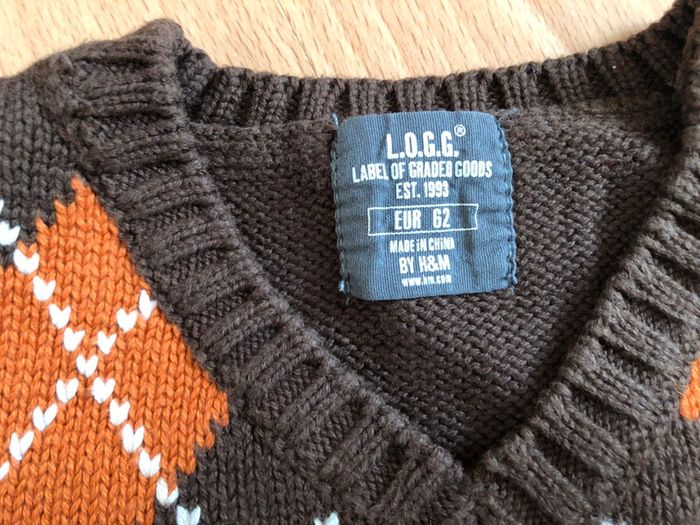 L.O.G.G.®
LABEL OF GRADED GOODS
EST. 1993
EUR 62
MADE IN CHINA
BY H&M
www.hm.com